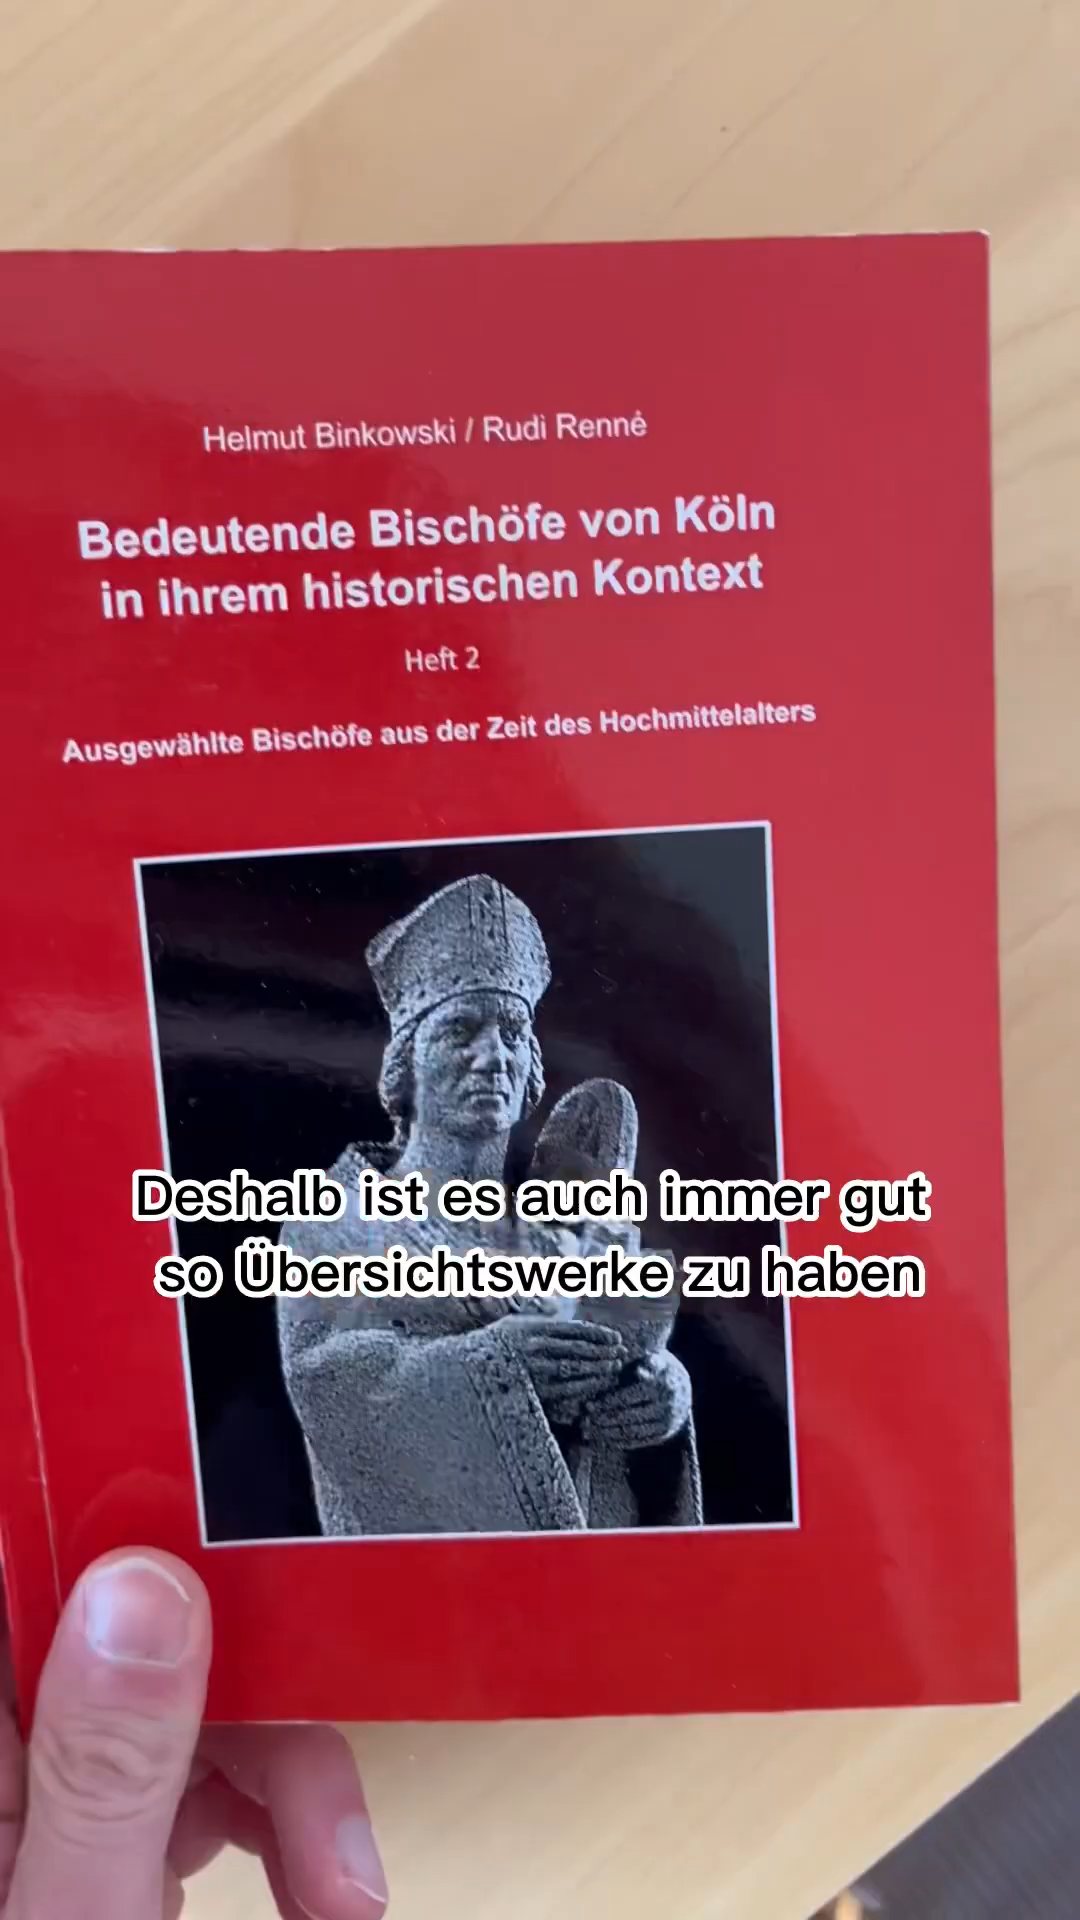 Helmut Binkowski / Rudi Renné
Bedeutende Bischöfe von Köln
in ihrem historischen Kontext
Heft 2
Ausgewählte Bischöfe aus der Zeit des Hochmittelalters
Deshalb ist es auch immer gut
so Übersichtswerke zu haben